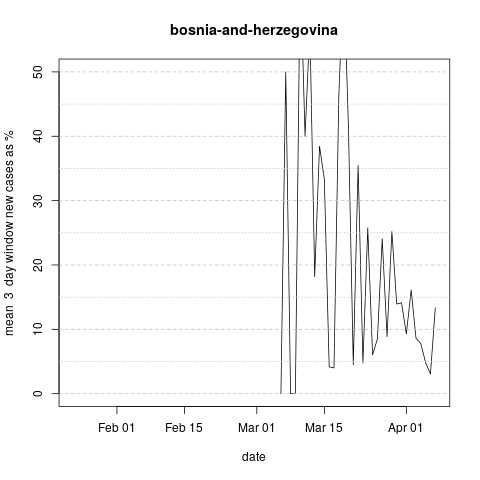 bosnia-and-herzegovina
50
40
30
20
10
0
mean 3 day window new cases as %
Feb 01 Feb 15 Mar 01 Mar 15 Apr 01
date